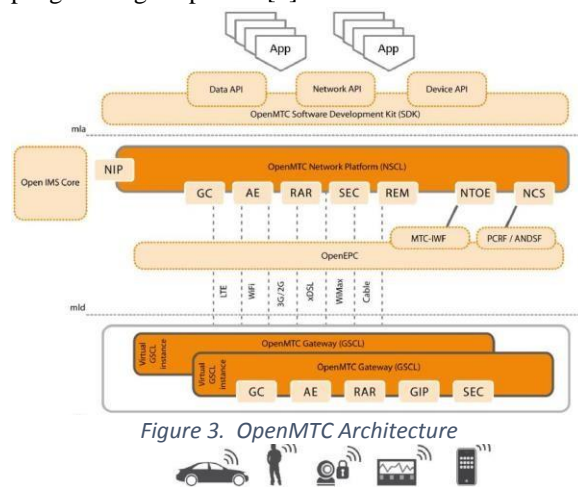 App App
Data API Network API Device API
OpenMTC Software Development Kit (SDK)
mIa
Open IMS Core
NIP
OpenMTC Network Platform (NSCL)
GC AE RAR SEC REM NTOE NCS
MTC-IWF PCRF / ANDSF
OpenEPC
LTE WiFi 3G/2G xDSL WiMax Cable
mId
Virtual GSCL instance
OpenMTC Gateway (GSCL)
Virtual GSCL instance
OpenMTC Gateway (GSCL)
GC AE RAR GIP SEC
Figure 3. OpenMTC Architecture